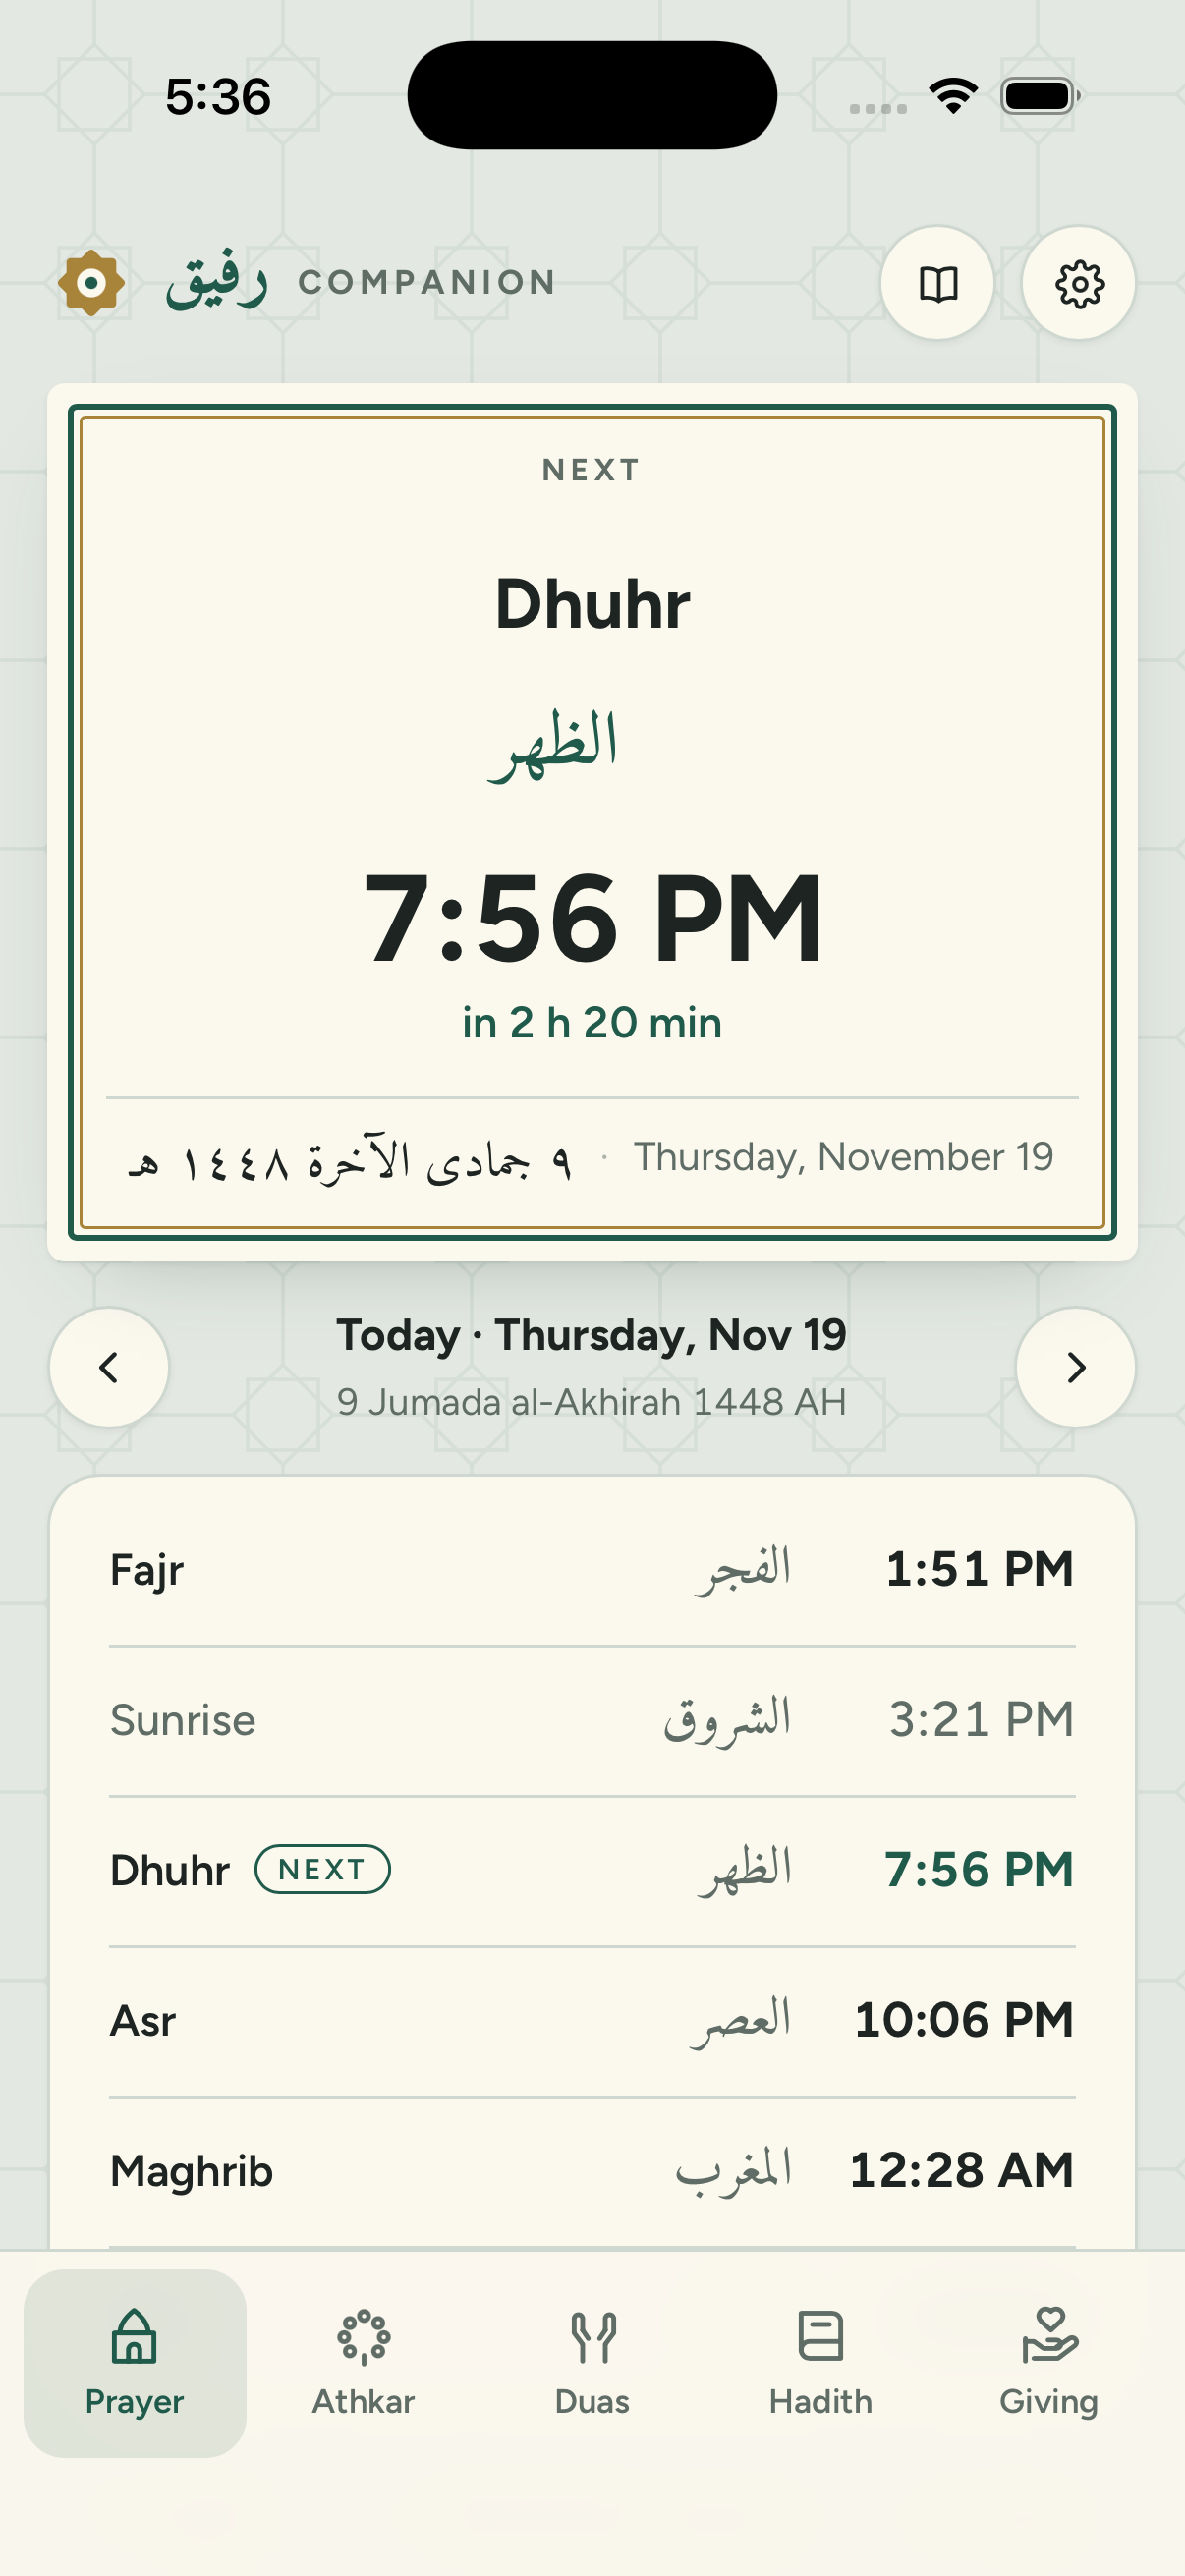 5:36
رفيق COMPANION
NEXT
Dhuhr
الظهر
7:56 PM
in 2 h 20 min
٩ جمادى الآخرة ١٤٤٨ هـ · Thursday, November 19
Today · Thursday, Nov 19
9 Jumada al-Akhirah 1448 AH
Fajr الفجر 1:51 PM
Sunrise الشروق 3:21 PM
Dhuhr NEXT الظهر 7:56 PM
Asr العصر 10:06 PM
Maghrib المغرب 12:28 AM
Prayer Athkar Duas Hadith Giving